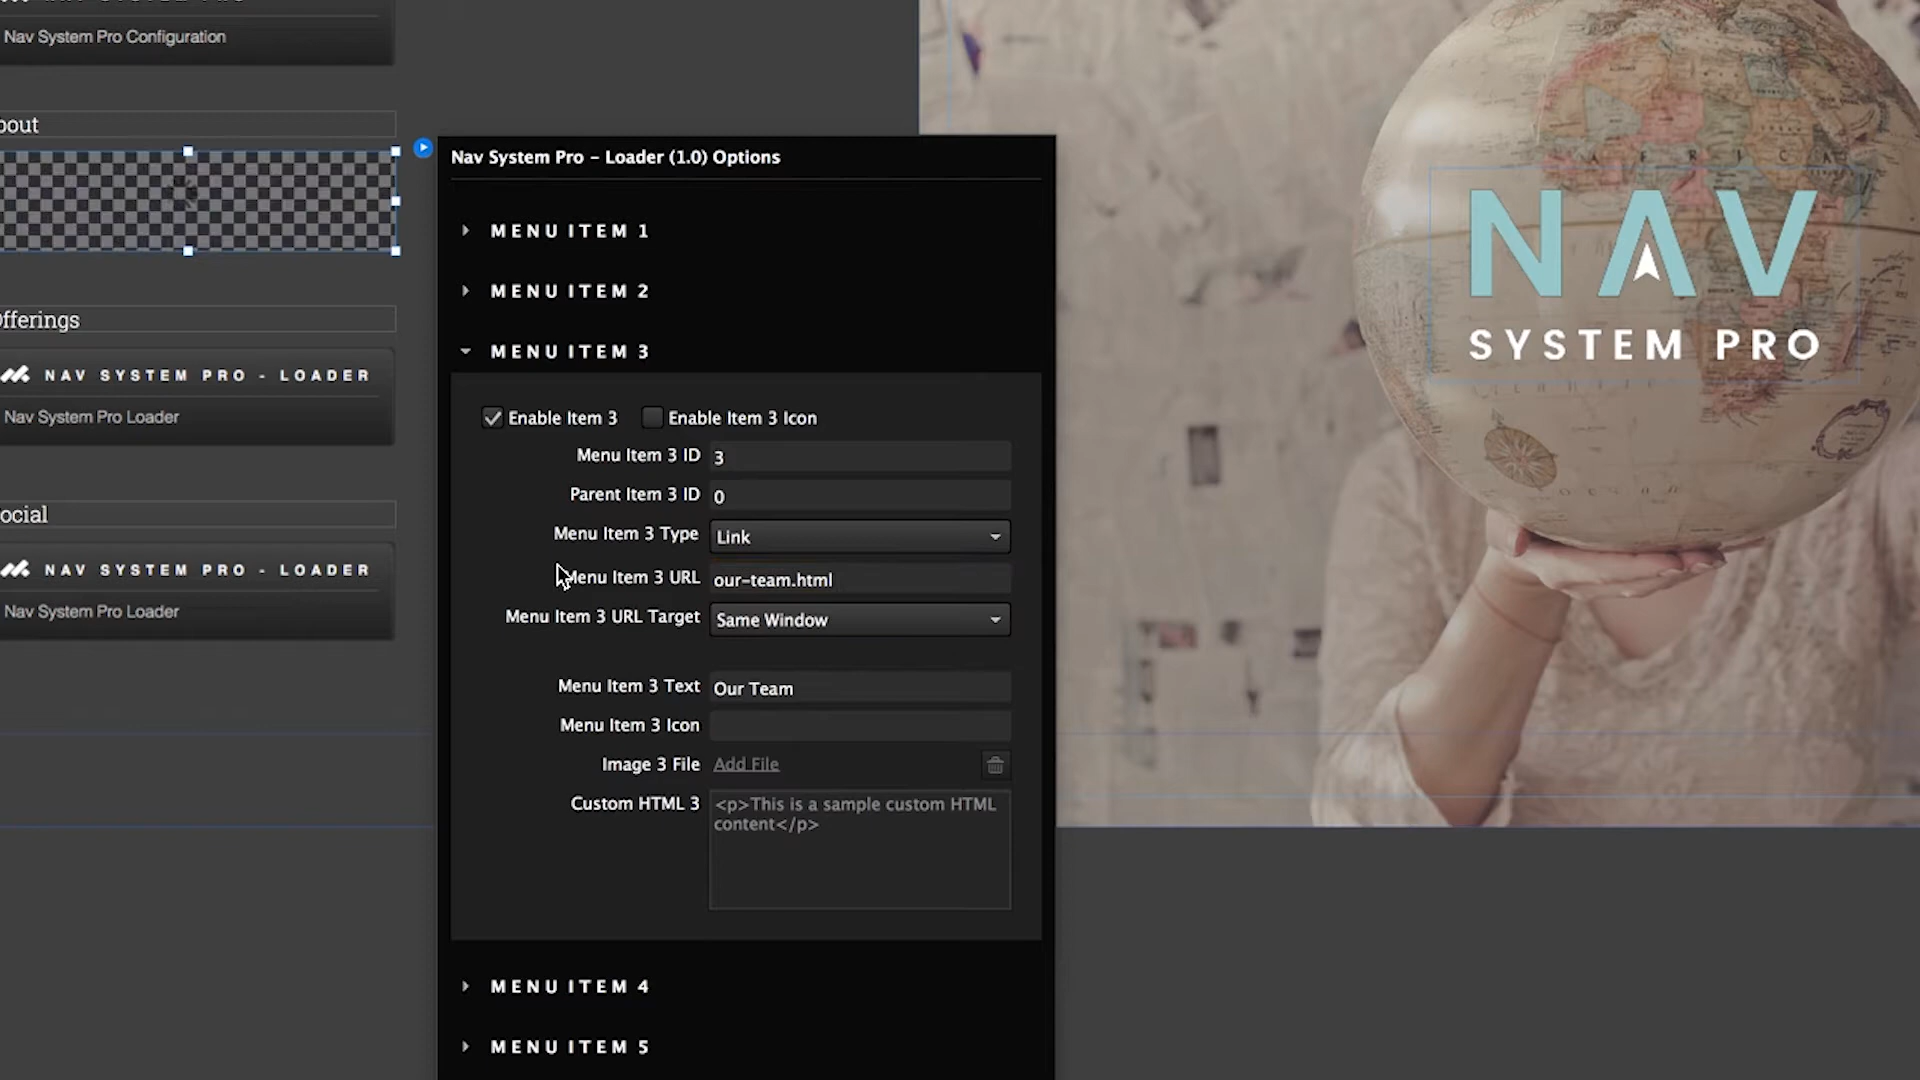 Nav System Pro Configuration
bout
Offerings
NAV SYSTEM PRO - LOADER
Nav System Pro Loader
ocial
NAV SYSTEM PRO - LOADER
Nav System Pro Loader
Nav System Pro - Loader (1.0) Options
MENU ITEM 1
MENU ITEM 2
MENU ITEM 3
Enable Item 3 Enable Item 3 Icon
Menu Item 3 ID 3
Parent Item 3 ID 0
Menu Item 3 Type Link
Menu Item 3 URL our-team.html
Menu Item 3 URL Target Same Window
Menu Item 3 Text Our Team
Menu Item 3 Icon
Image 3 File Add File
Custom HTML 3 <p>This is a sample custom HTML
content</p>
MENU ITEM 4
MENU ITEM 5
AFRICA
NAV
SYSTEM PRO